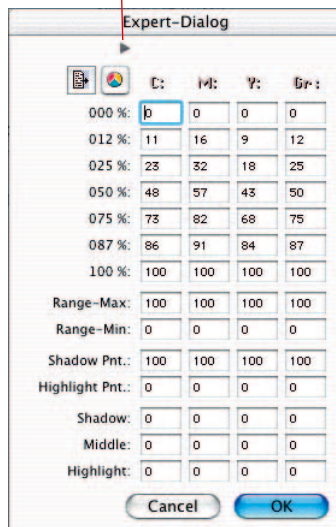 Expert-Dialog
C: M: Y: Gr:
000 %: 0 0 0 0
012 %: 11 16 9 12
025 %: 23 32 18 25
050 %: 48 57 43 50
075 %: 73 82 68 75
087 %: 86 91 84 87
100 %: 100 100 100 100
Range-Max: 100 100 100 100
Range-Min: 0 0 0 0
Shadow Pnt.: 100 100 100 100
Highlight Pnt.: 0 0 0 0
Shadow: 0 0 0 0
Middle: 0 0 0 0
Highlight: 0 0 0 0
Cancel OK